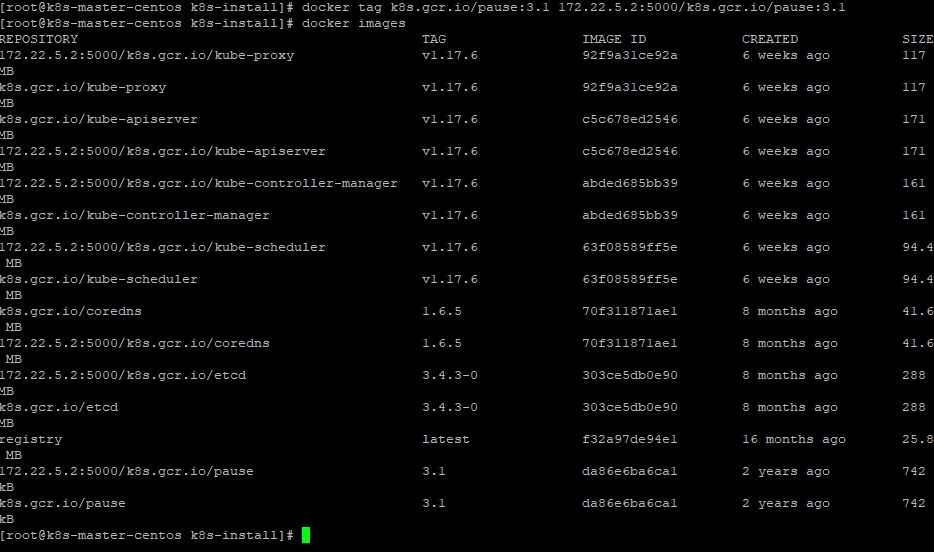 [root@k8s-master-centos k8s-install]# docker tag k8s.gcr.io/pause:3.1 172.22.5.2:5000/k8s.gcr.io/pause:3.1
[root@k8s-master-centos k8s-install]# docker images
REPOSITORY TAG IMAGE ID CREATED SIZE
172.22.5.2:5000/k8s.gcr.io/kube-proxy v1.17.6 92f9a31ce92a 6 weeks ago 117
MB
k8s.gcr.io/kube-proxy v1.17.6 92f9a31ce92a 6 weeks ago 117
MB
k8s.gcr.io/kube-apiserver v1.17.6 c5c678ed2546 6 weeks ago 171
MB
172.22.5.2:5000/k8s.gcr.io/kube-apiserver v1.17.6 c5c678ed2546 6 weeks ago 171
MB
172.22.5.2:5000/k8s.gcr.io/kube-controller-manager v1.17.6 abded685bb39 6 weeks ago 161
MB
k8s.gcr.io/kube-controller-manager v1.17.6 abded685bb39 6 weeks ago 161
MB
172.22.5.2:5000/k8s.gcr.io/kube-scheduler v1.17.6 63f08589ff5e 6 weeks ago 94.4
MB
k8s.gcr.io/kube-scheduler v1.17.6 63f08589ff5e 6 weeks ago 94.4
MB
k8s.gcr.io/coredns 1.6.5 70f311871ae1 8 months ago 41.6
MB
172.22.5.2:5000/k8s.gcr.io/coredns 1.6.5 70f311871ae1 8 months ago 41.6
MB
172.22.5.2:5000/k8s.gcr.io/etcd 3.4.3-0 303ce5db0e90 8 months ago 288
MB
k8s.gcr.io/etcd 3.4.3-0 303ce5db0e90 8 months ago 288
MB
registry latest f32a97de94e1 16 months ago 25.8
MB
172.22.5.2:5000/k8s.gcr.io/pause 3.1 da86e6ba6ca1 2 years ago 742
kB
k8s.gcr.io/pause 3.1 da86e6ba6ca1 2 years ago 742
kB
[root@k8s-master-centos k8s-install]#